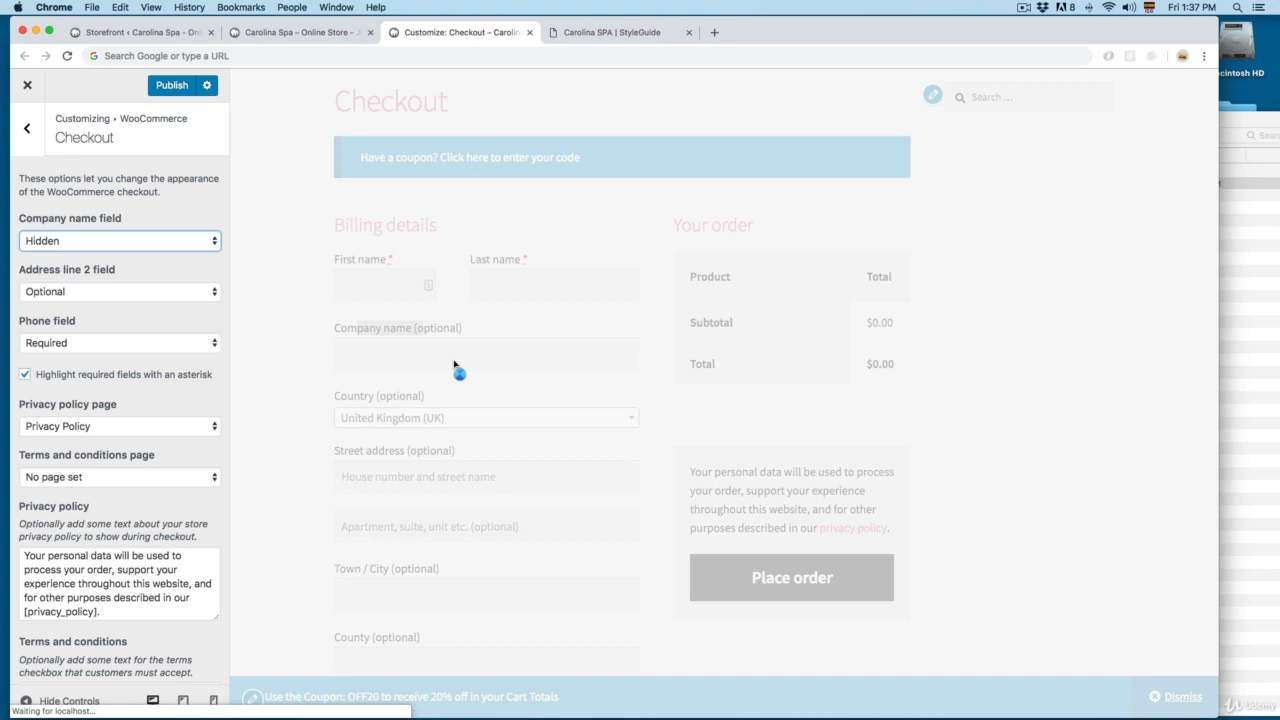 Chrome File Edit View History Bookmarks People Window Help
8
Fri 1:37 PM
Storefront ‹ Carolina Spa - Onl
Carolina Spa – Online Store – J
Customize: Checkout – Carolin
Carolina SPA | StyleGuide
Search Google or type a URL
cintosh HD
Publish
Customizing ▸ WooCommerce
Checkout
These options let you change the appearance
of the WooCommerce checkout.
Company name field
Hidden
Address line 2 field
Optional
Phone field
Required
Highlight required fields with an asterisk
Privacy policy page
Privacy Policy
Terms and conditions page
No page set
Privacy policy
Optionally add some text about your store
privacy policy to show during checkout.
Your personal data will be used to
process your order, support your
experience throughout this website, and
for other purposes described in our
[privacy_policy].
Terms and conditions
Optionally add some text for the terms
checkbox that customers must accept.
Hide Controls
Waiting for localhost...
Checkout
Search …
Have a coupon? Click here to enter your code
Billing details
First name *
Last name *
Company name (optional)
Country (optional)
United Kingdom (UK)
Street address (optional)
House number and street name
Apartment, suite, unit etc. (optional)
Town / City (optional)
County (optional)
Your order
Product Total
Subtotal $0.00
Total $0.00
Your personal data will be used to process
your order, support your experience
throughout this website, and for other
purposes described in our privacy policy.
Place order
Use the Coupon: OFF20 to receive 20% off in your Cart Totals
Dismiss
Sear
Udemy